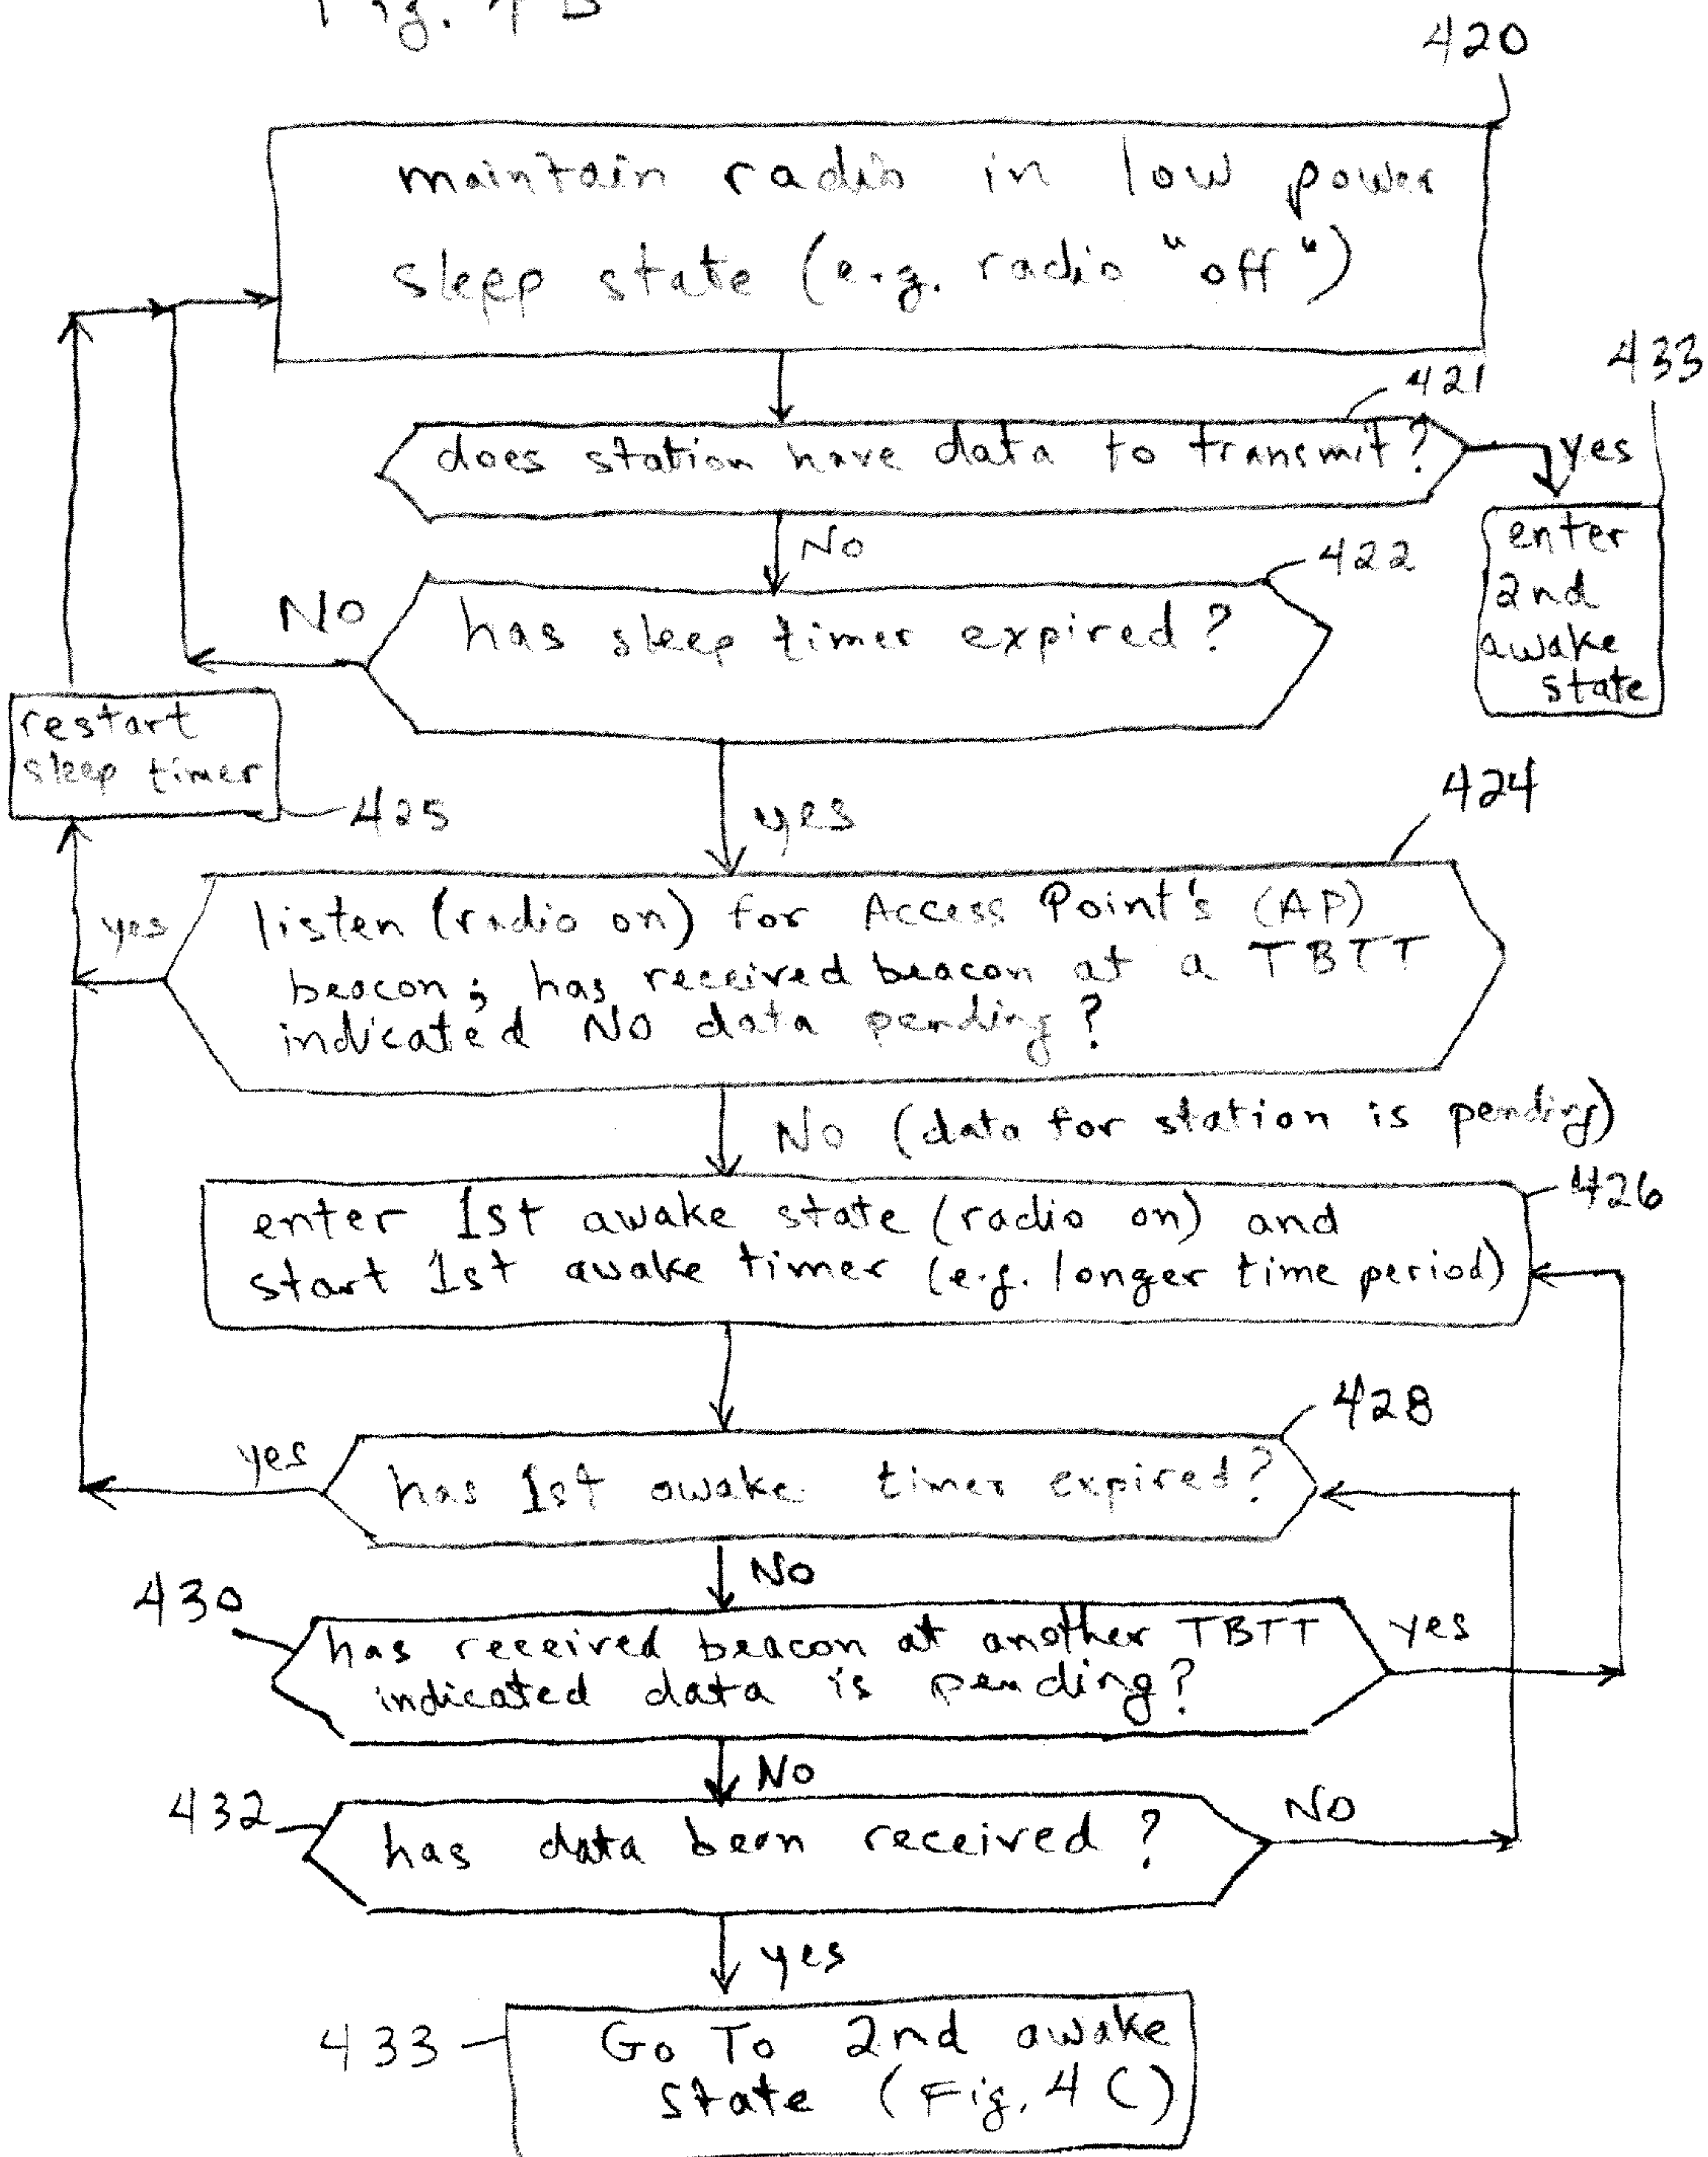 Fig. 4B
420
maintain radio in low power
sleep state (e.g. radio "off")
433
421
does station have data to transmit?
yes
enter
2nd
awake
state
No
422
No
has sleep timer expired?
restart
sleep timer
425
yes
424
yes
listen (radio on) for Access Point's (AP)
beacon; has received beacon at a TBTT
indicated No data pending?
No (data for station is pending)
426
enter 1st awake state (radio on) and
start 1st awake timer (e.g. longer time period)
428
yes
has 1st awake timer expired?
No
430
has received beacon at another TBTT
indicated data is pending?
yes
No
432
has data been received?
No
yes
433
Go To 2nd awake
state (Fig. 4C)